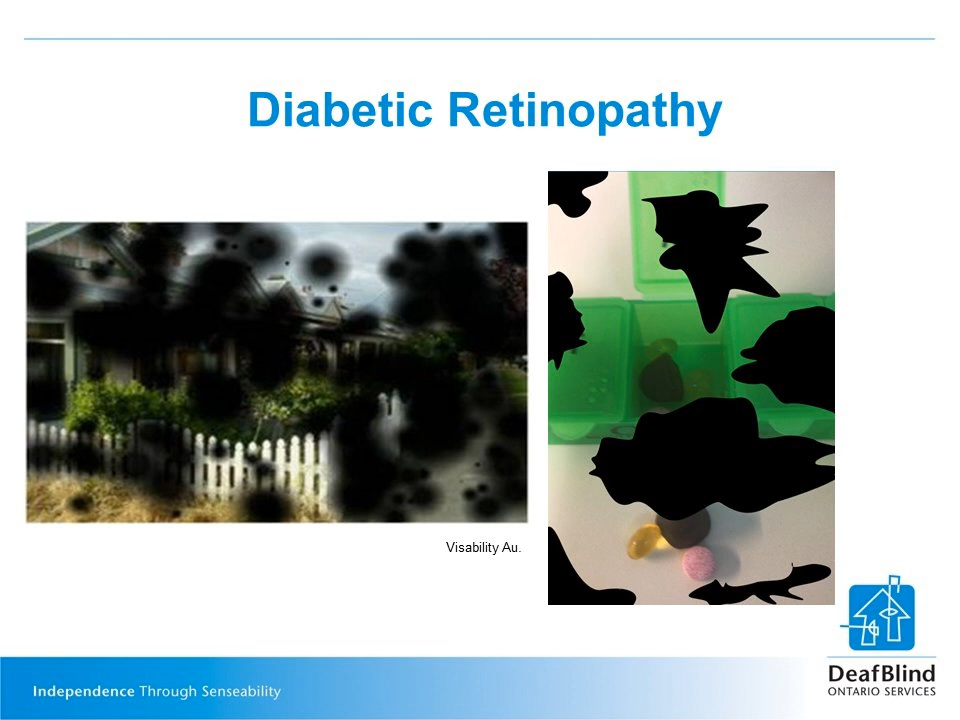 Diabetic Retinopathy
Visability Au.
Independence Through Senseability
DeafBlind
ONTARIO SERVICES